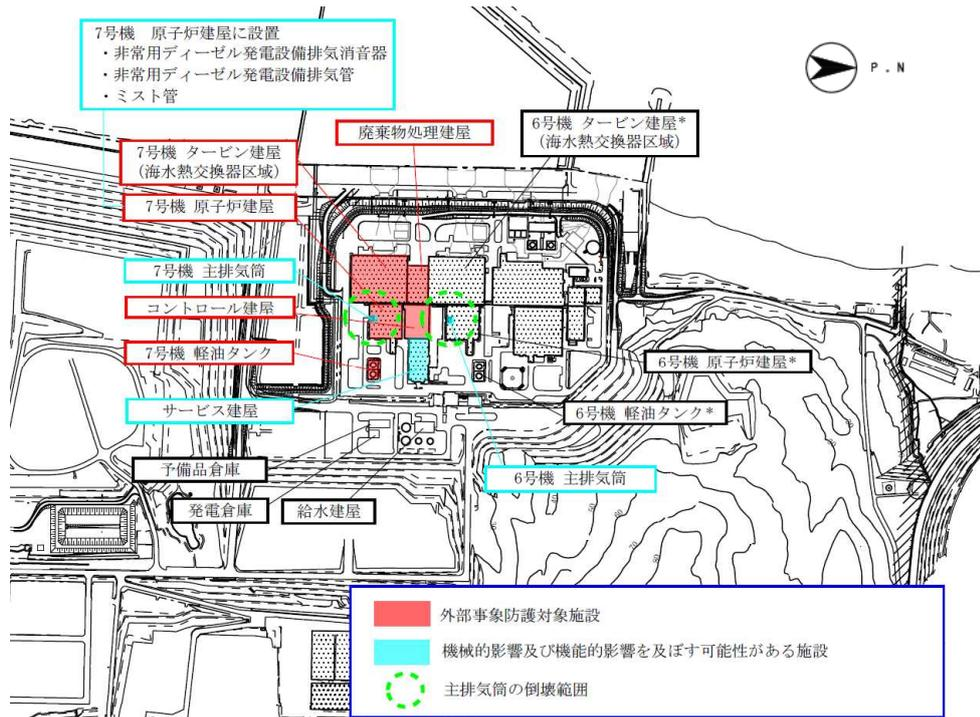 7号機　原子炉建屋に設置
・非常用ディーゼル発電設備排気消音器
・非常用ディーゼル発電設備排気管
・ミスト管
P.N
廃棄物処理建屋
6号機 タービン建屋*
(海水熱交換器区域)
7号機 タービン建屋
(海水熱交換器区域)
7号機 原子炉建屋
7号機 主排気筒
コントロール建屋
7号機 軽油タンク
サービス建屋
6号機 原子炉建屋*
6号機 軽油タンク*
予備品倉庫
6号機 主排気筒
発電倉庫
給水建屋
外部事象防護対象施設
機械的影響及び機能的影響を及ぼす可能性がある施設
主排気筒の倒壊範囲